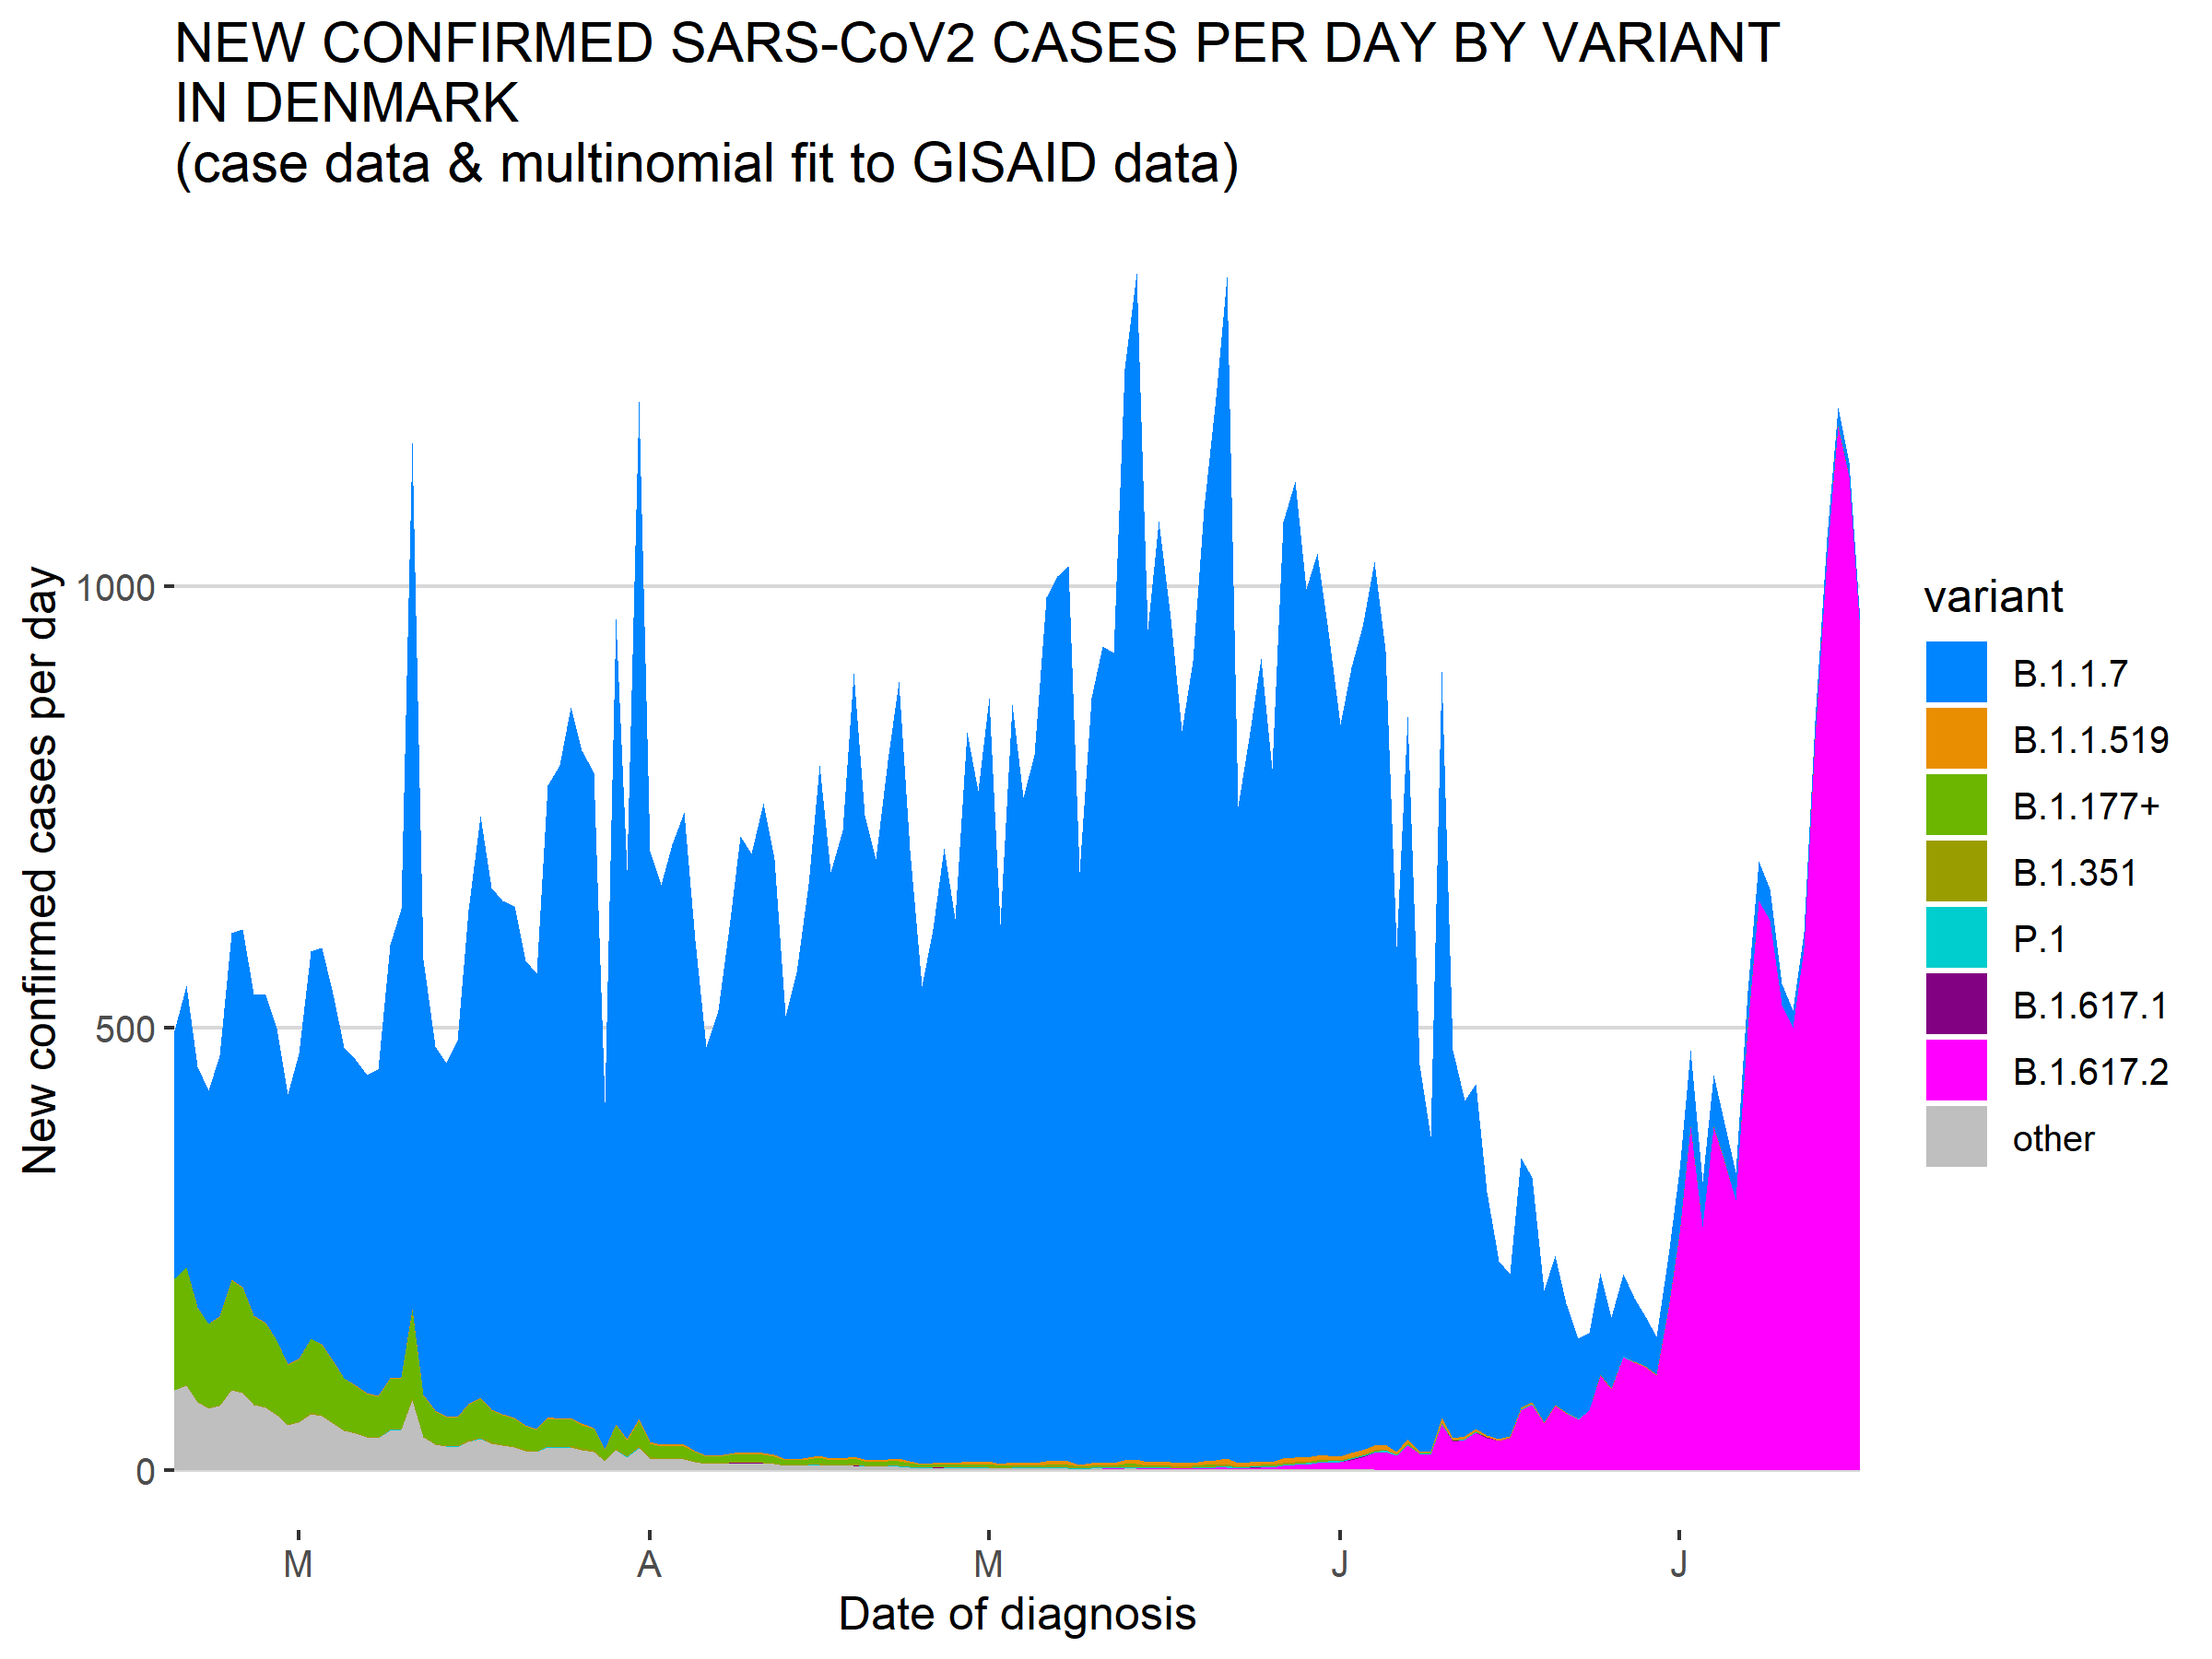 NEW CONFIRMED SARS-CoV2 CASES PER DAY BY VARIANT
IN DENMARK
(case data & multinomial fit to GISAID data)
New confirmed cases per day
1000
500
0
M
A
M
J
J
Date of diagnosis
variant
B.1.1.7
B.1.1.519
B.1.177+
B.1.351
P.1
B.1.617.1
B.1.617.2
other